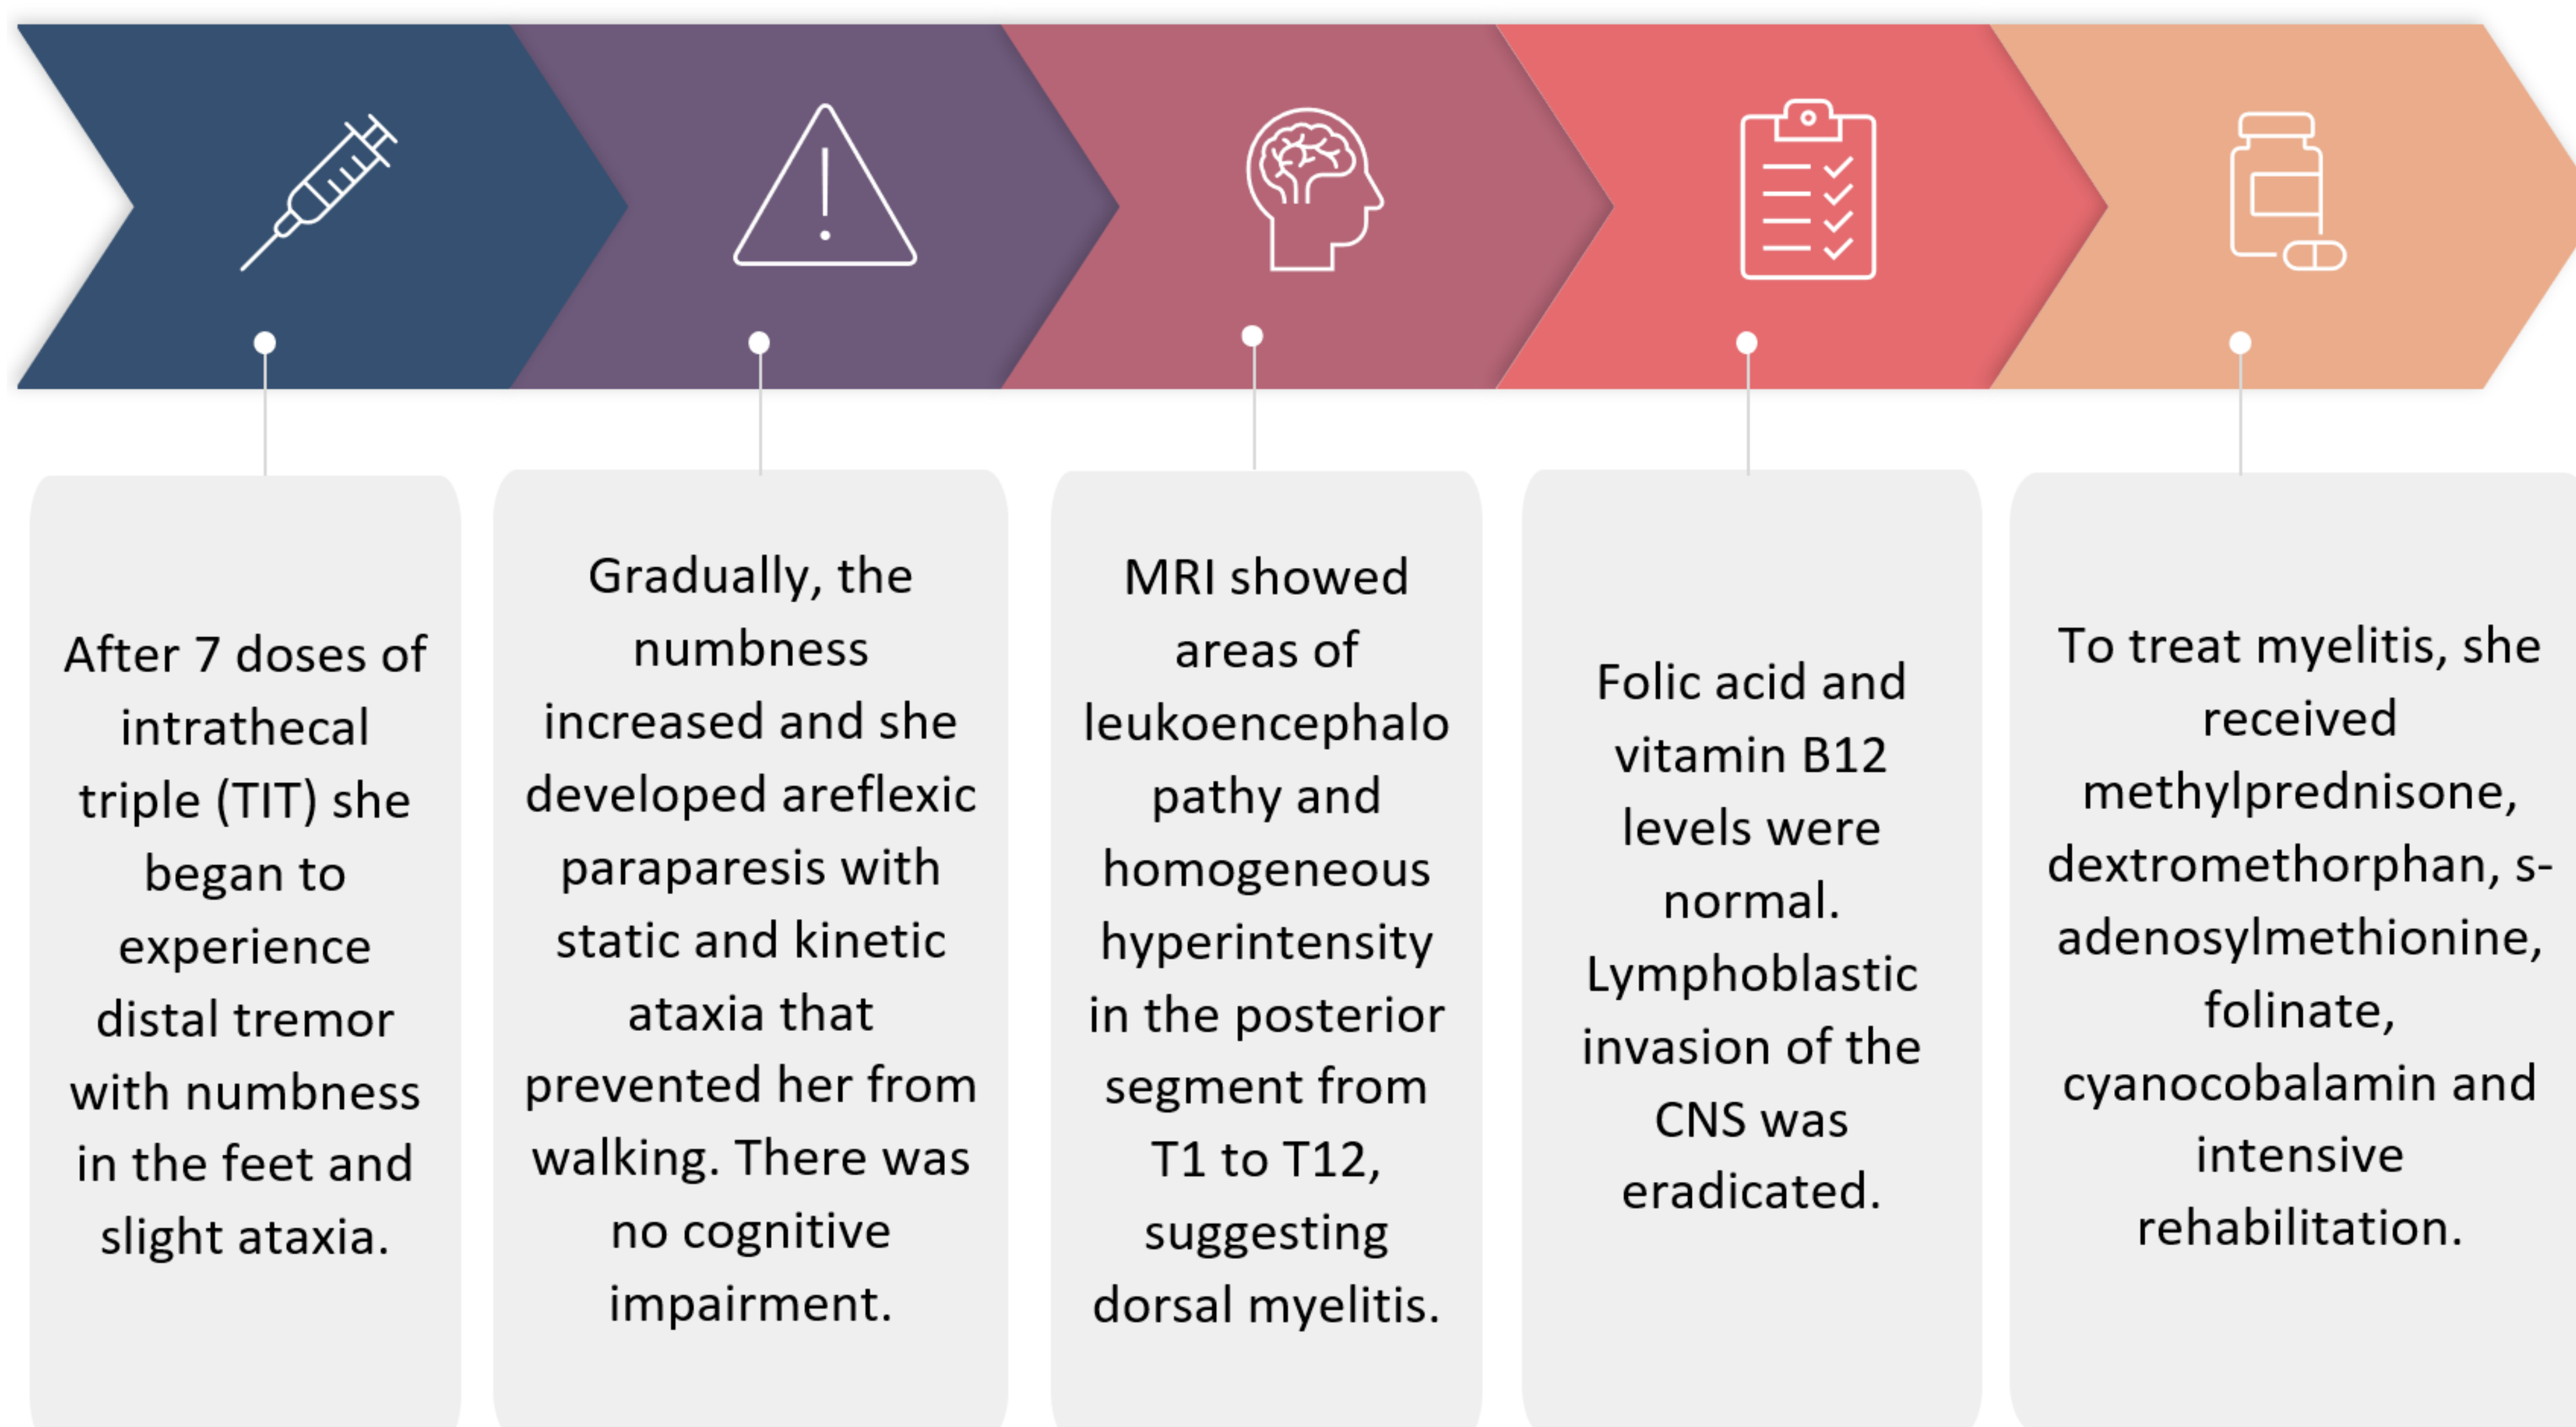 After 7 doses of
intrathecal
triple (TIT) she
began to
experience
distal tremor
with numbness
in the feet and
slight ataxia.
Gradually, the
numbness
increased and she
developed areflexic
paraparesis with
static and kinetic
ataxia that
prevented her from
walking. There was
no cognitive
impairment.
MRI showed
areas of
leukoencephalo
pathy and
homogeneous
hyperintensity
in the posterior
segment from
T1 to T12,
suggesting
dorsal myelitis.
Folic acid and
vitamin B12
levels were
normal.
Lymphoblastic
invasion of the
CNS was
eradicated.
To treat myelitis, she
received
methylprednisone,
dextromethorphan, s-
adenosylmethionine,
folinate,
cyanocobalamin and
intensive
rehabilitation.